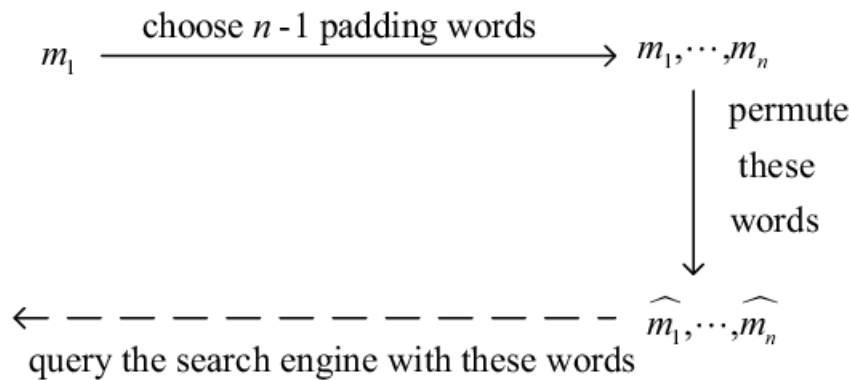 choose n - 1 padding words
m₁ m₁,⋯,mₙ
permute
these
words
m̂₁,⋯,m̂ₙ
query the search engine with these words